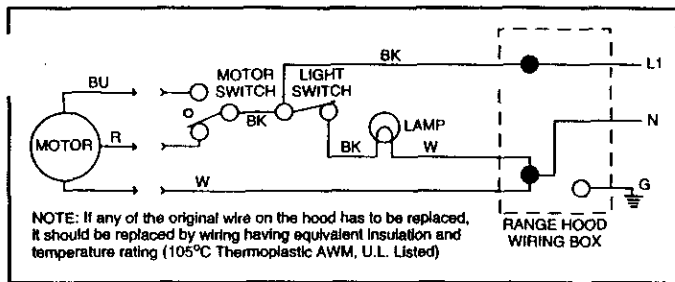 BK
L1
MOTOR SWITCH
LIGHT SWITCH
BU
BK
N
LAMP
R
MOTOR
BK
W
W
G
NOTE: If any of the original wire on the hood has to be replaced,
it should be replaced by wiring having equivalent insulation and
temperature rating (105°C Thermoplastic AWM, U.L. Listed)
RANGE HOOD
WIRING BOX